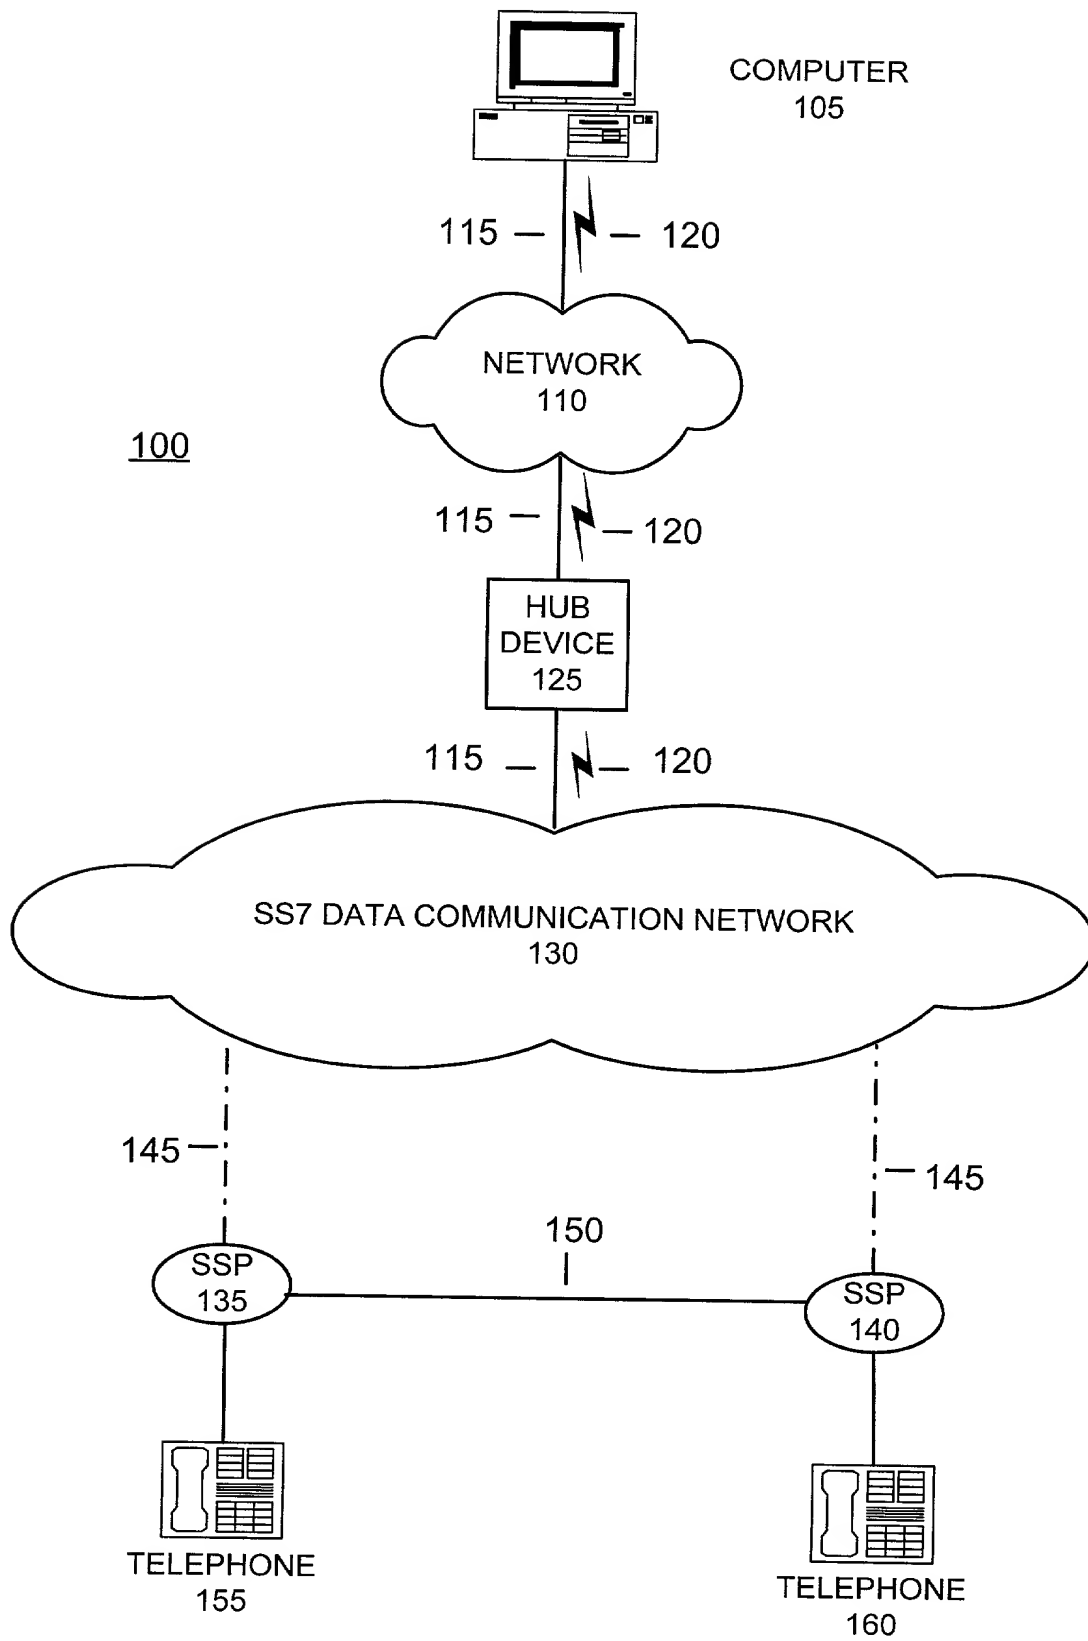 COMPUTER
105
115
120
NETWORK
110
100
115
120
HUB
DEVICE
125
115
120
SS7 DATA COMMUNICATION NETWORK
130
145
145
150
SSP
135
SSP
140
TELEPHONE
155
TELEPHONE
160